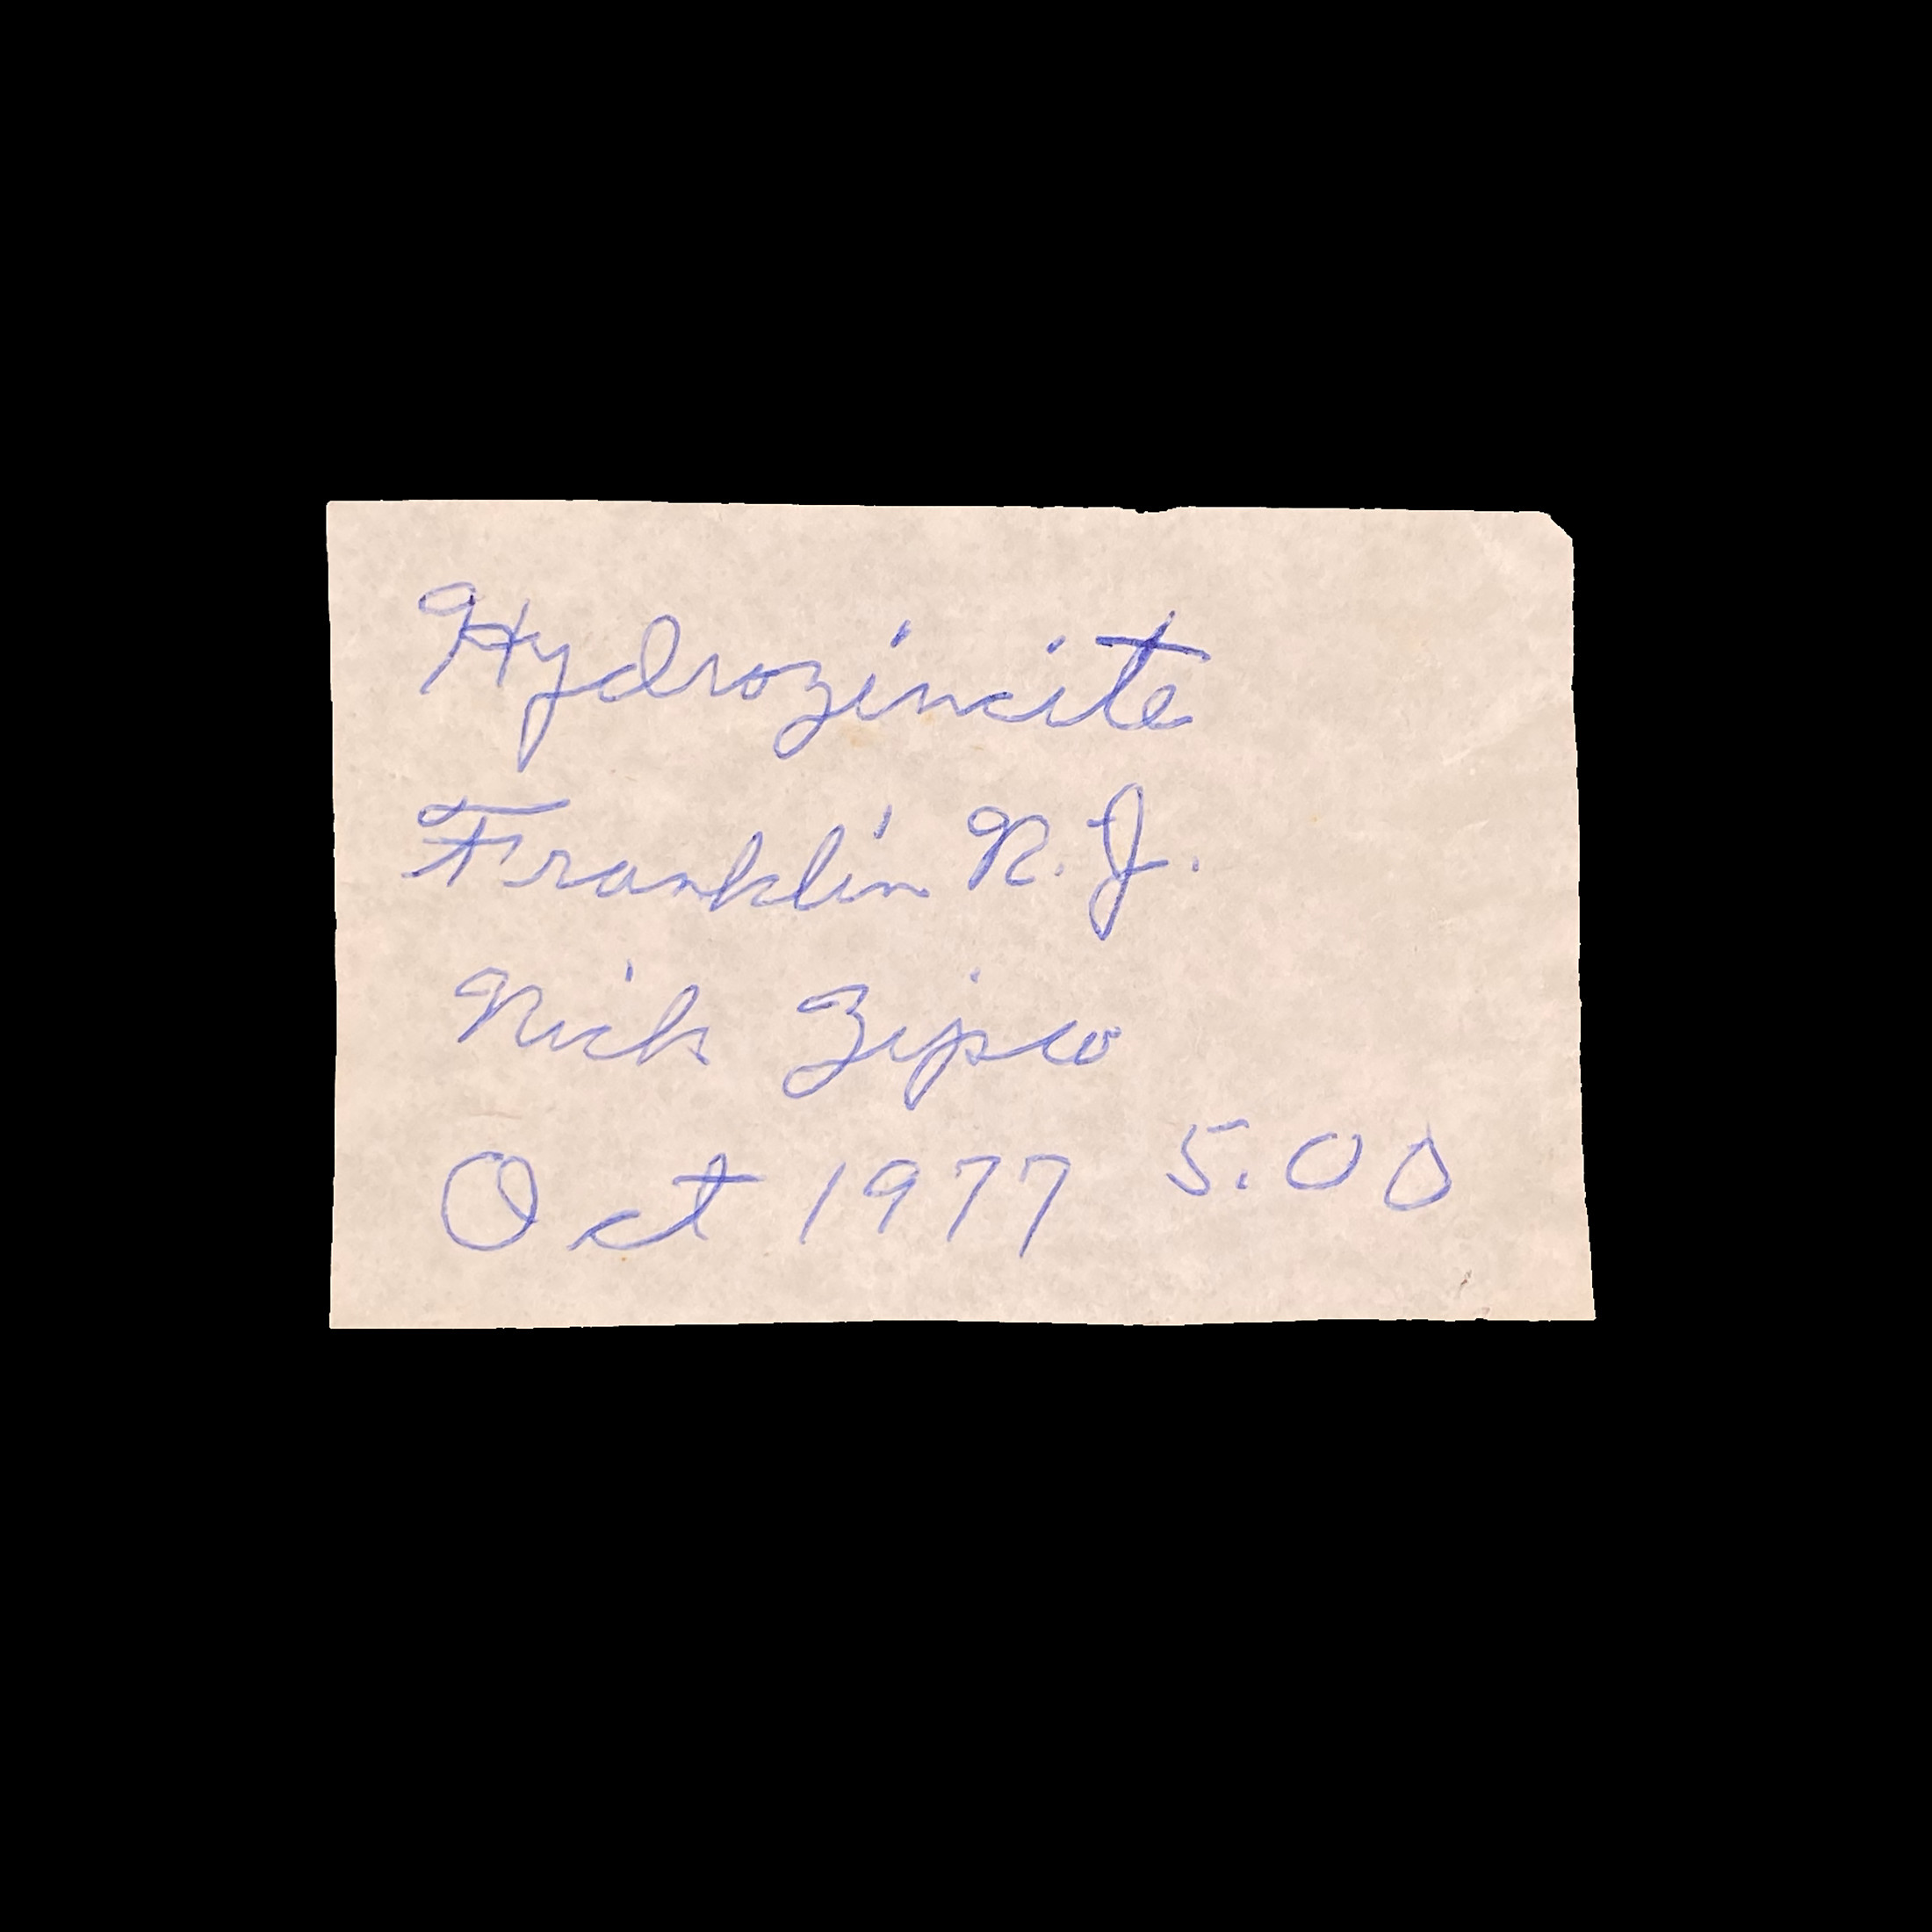 Hydrozincite
Franklin N.J.
Nick Zipco
Oct 1977 5.00